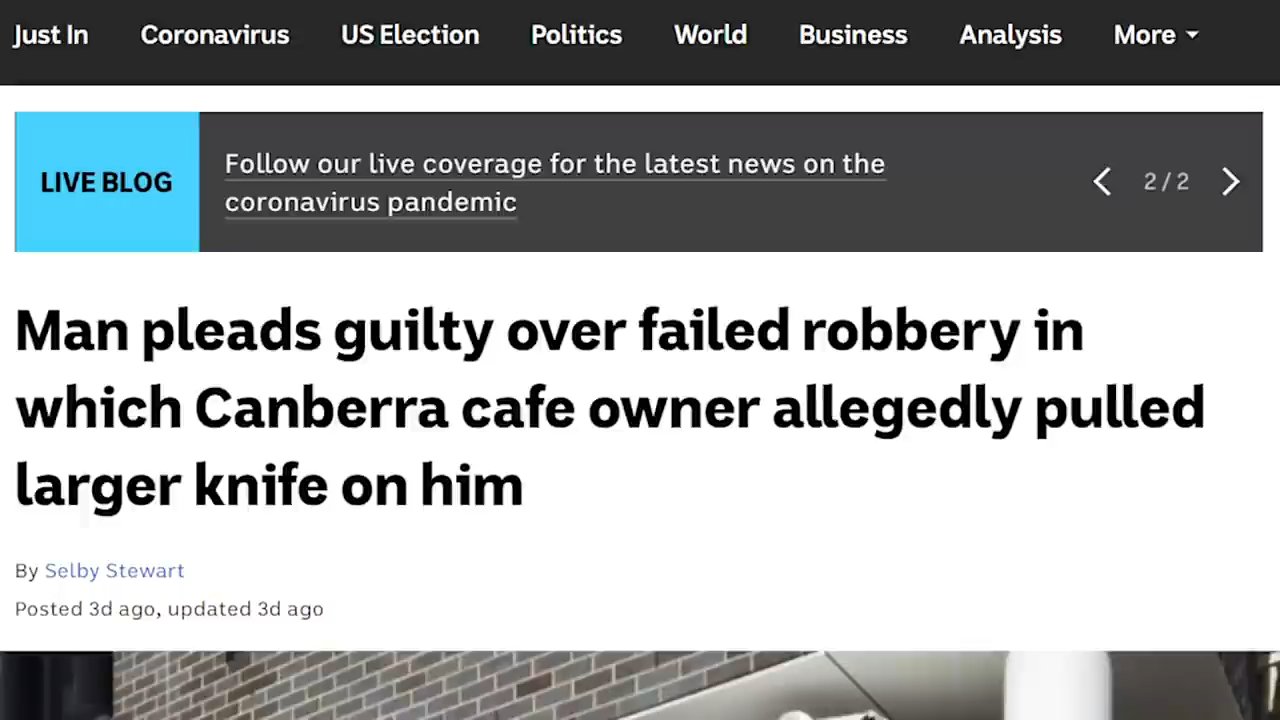 Just In Coronavirus US Election Politics World Business Analysis More
LIVE BLOG
Follow our live coverage for the latest news on the
coronavirus pandemic
2/2
Man pleads guilty over failed robbery in
which Canberra cafe owner allegedly pulled
larger knife on him
By Selby Stewart
Posted 3d ago, updated 3d ago